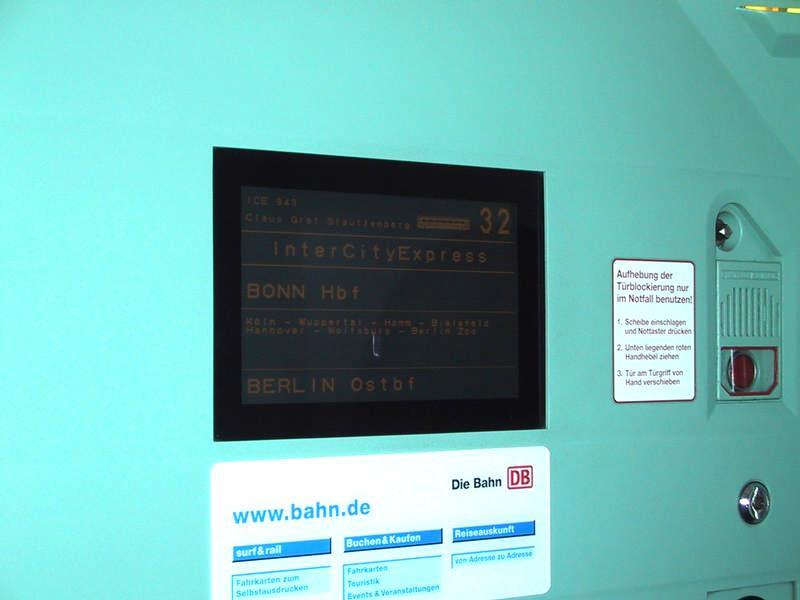 ICE 949
Claus Graf Stauffenberg 32
InterCityExpress
BONN Hbf
Köln - Wuppertal - Hamm - Bielefeld
Hannover - Wolfsburg - Berlin Zoo
BERLIN Ostbf
Aufhebung der
Türblockierung nur
im Notfall benutzen!
1. Scheibe einschlagen
und Nottaster drücken
2. Unten liegenden roten
Handhebel ziehen
3. Tür am Türgriff von
Hand verschieben
Die Bahn DB
www.bahn.de
surf & rail
Fahrkarten zum
Selbstausdrucken
Buchen & Kaufen
Fahrkarten
Touristik
Events & Veranstaltungen
Reiseauskunft
von Adresse zu Adresse